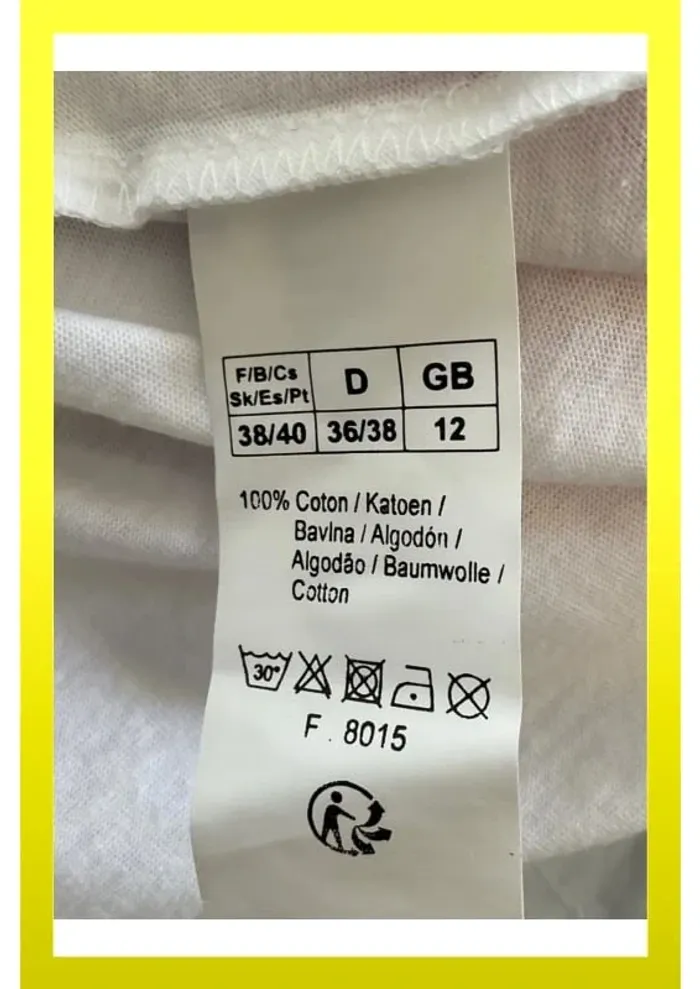 F/B/Cs D GB
Sk/Es/Pt
38/40 36/38 12
100% Coton / Katoen /
Bavlna / Algodón /
Algodão / Baumwolle /
Cotton
30°
F . 8015